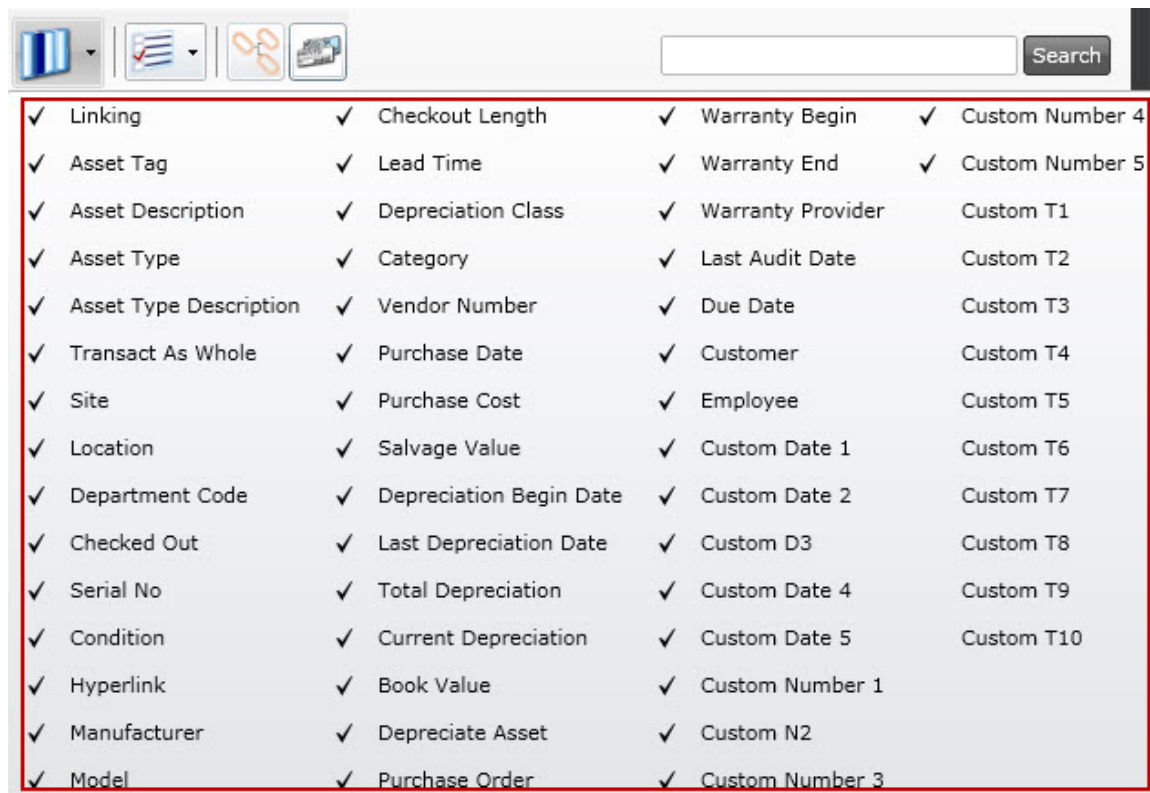 Search
Linking
Asset Tag
Asset Description
Asset Type
Asset Type Description
Transact As Whole
Site
Location
Department Code
Checked Out
Serial No
Condition
Hyperlink
Manufacturer
Model
Checkout Length
Lead Time
Depreciation Class
Category
Vendor Number
Purchase Date
Purchase Cost
Salvage Value
Depreciation Begin Date
Last Depreciation Date
Total Depreciation
Current Depreciation
Book Value
Depreciate Asset
Purchase Order
Warranty Begin
Warranty End
Warranty Provider
Last Audit Date
Due Date
Customer
Employee
Custom Date 1
Custom Date 2
Custom D3
Custom Date 4
Custom Date 5
Custom Number 1
Custom N2
Custom Number 3
Custom Number 4
Custom Number 5
Custom T1
Custom T2
Custom T3
Custom T4
Custom T5
Custom T6
Custom T7
Custom T8
Custom T9
Custom T10